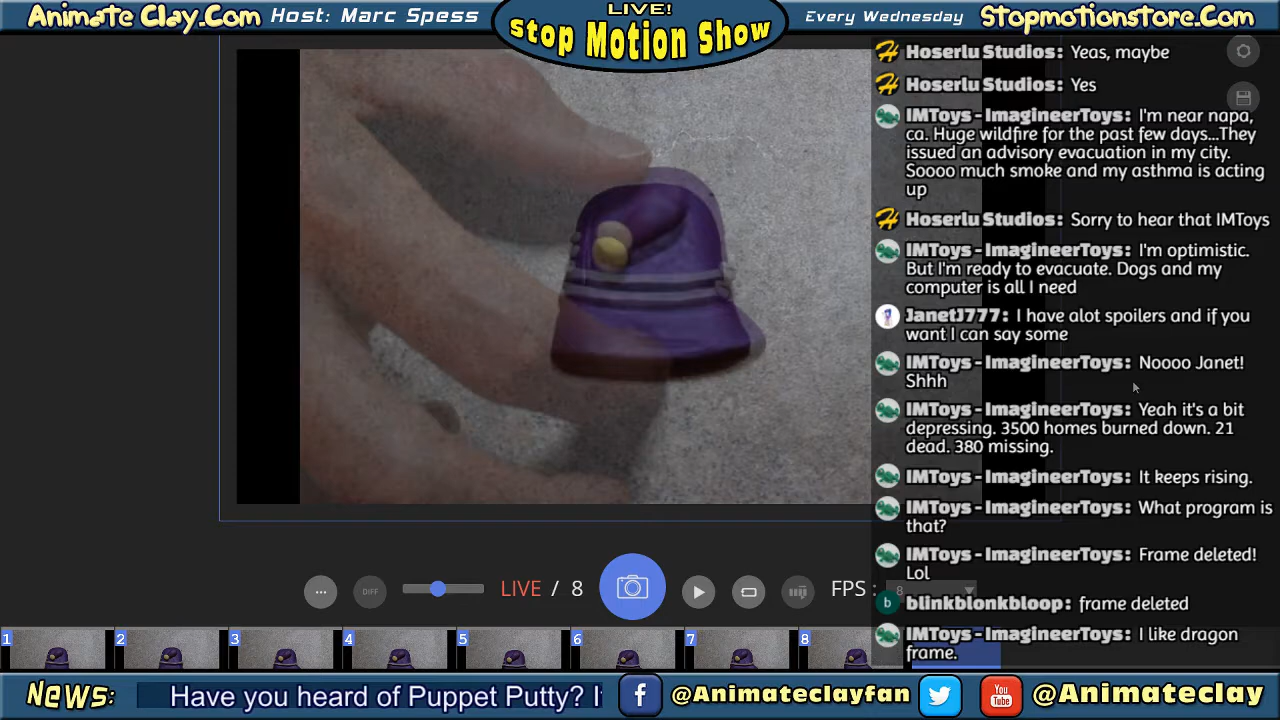 Animate Clay.Com Host: Marc Spess
LIVE!
Stop Motion Show
Every Wednesday Stopmotionstore.Com
Hoserlu Studios: Yeas, maybe
Hoserlu Studios: Yes
IMToys - ImagineerToys: I'm near napa,
ca. Huge wildfire for the past few days...They
issued an advisory evacuation in my city.
Soooo much smoke and my asthma is acting
up
Hoserlu Studios: Sorry to hear that IMToys
IMToys - ImagineerToys: I'm optimistic.
But I'm ready to evacuate. Dogs and my
computer is all I need
JanetJ777: I have alot spoilers and if you
want I can say some
IMToys - ImagineerToys: Noooo Janet!
Shhh
IMToys - ImagineerToys: Yeah it's a bit
depressing. 3500 homes burned down. 21
dead. 380 missing.
IMToys - ImagineerToys: It keeps rising.
IMToys - ImagineerToys: What program is
that?
IMToys - ImagineerToys: Frame deleted!
Lol
b blinkblonkbloop: frame deleted
IMToys - ImagineerToys: I like dragon
frame.
DIFF LIVE / 8 FPS: 8
1 2 3 4 5 6 7 8
News: Have you heard of Puppet Putty? I
@Animateclayfan You Tube @Animateclay